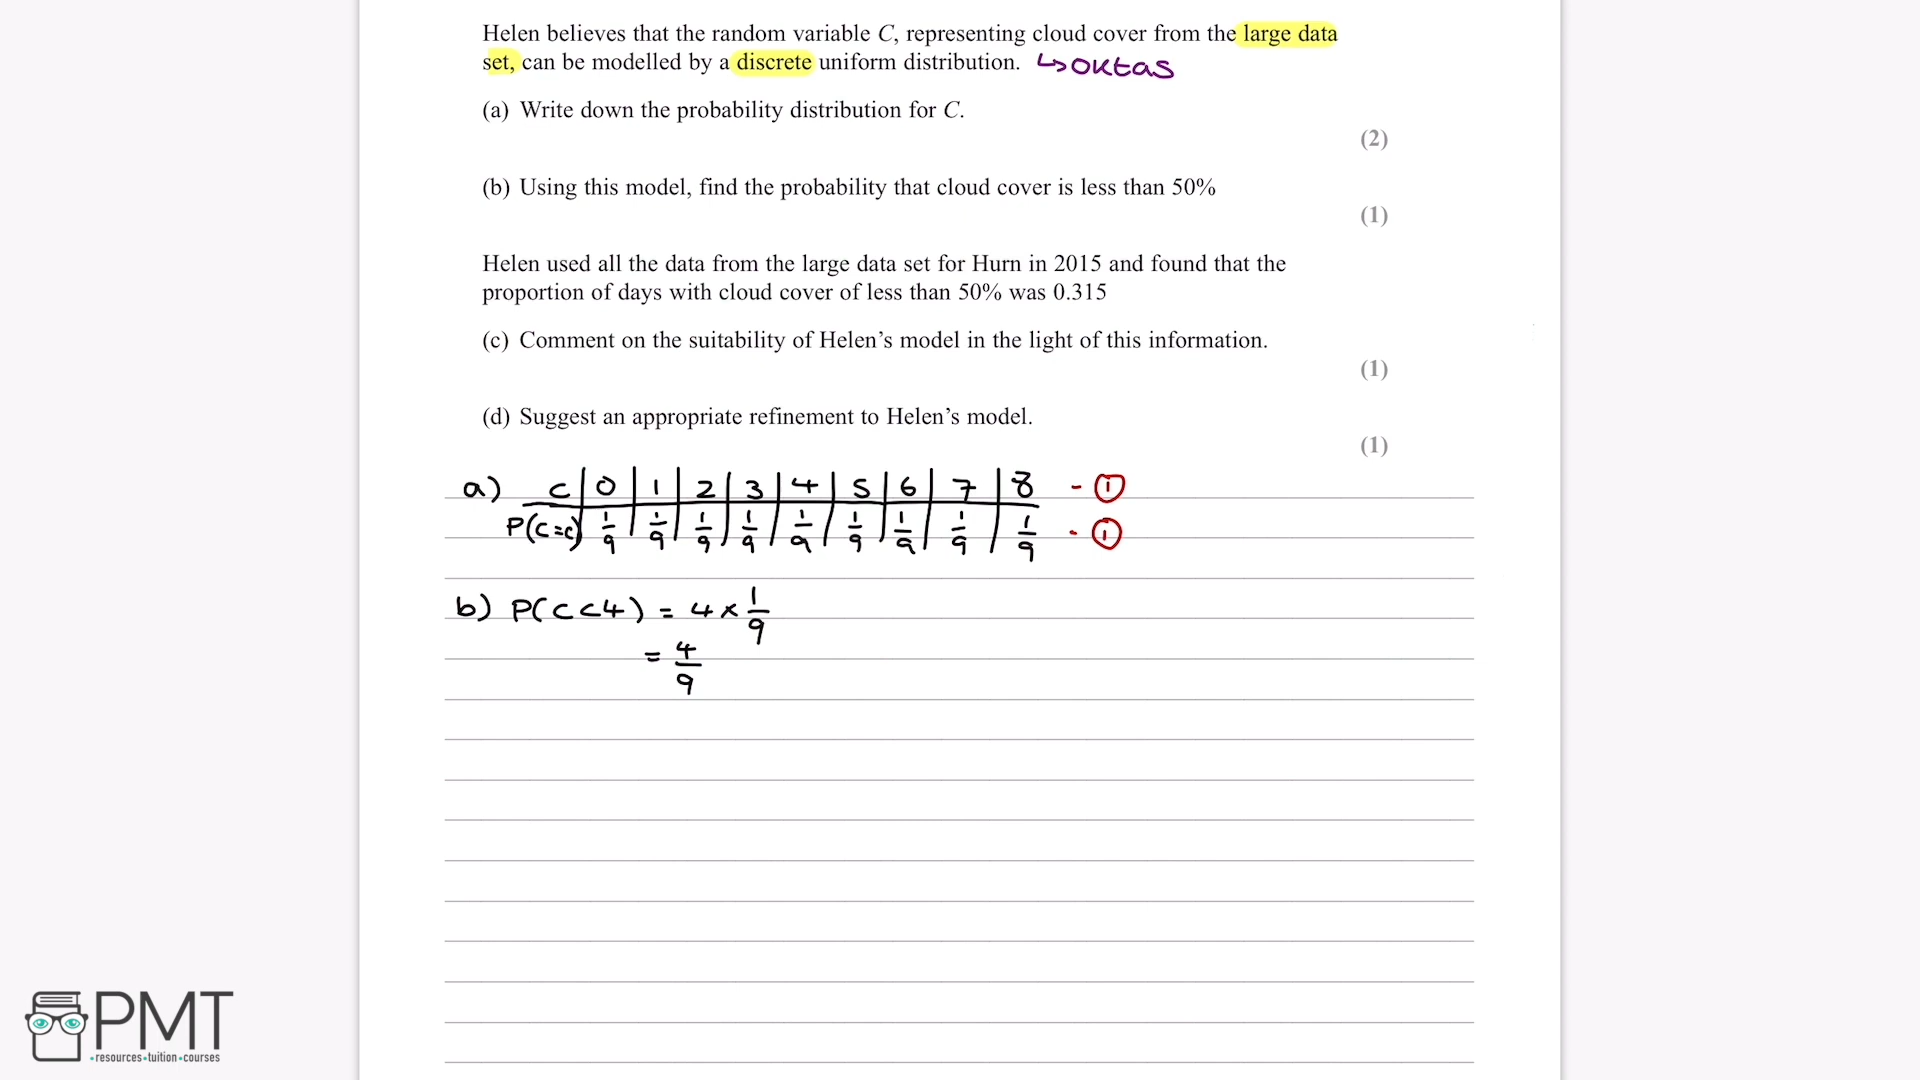 Helen believes that the random variable C, representing cloud cover from the large data
set, can be modelled by a discrete uniform distribution. ↳ oktas
(a) Write down the probability distribution for C.
(2)
(b) Using this model, find the probability that cloud cover is less than 50%
(1)
Helen used all the data from the large data set for Hurn in 2015 and found that the
proportion of days with cloud cover of less than 50% was 0.315
(c) Comment on the suitability of Helen's model in the light of this information.
(1)
(d) Suggest an appropriate refinement to Helen's model.
(1)
a) c | 0 | 1 | 2 | 3 | 4 | 5 | 6 | 7 | 8 - ①
P(C=c) 1/9 | 1/9 | 1/9 | 1/9 | 1/9 | 1/9 | 1/9 | 1/9 | 1/9 - ①
b) P(C<4) = 4 × 1/9
= 4/9
PMT
•resources•tuition•courses